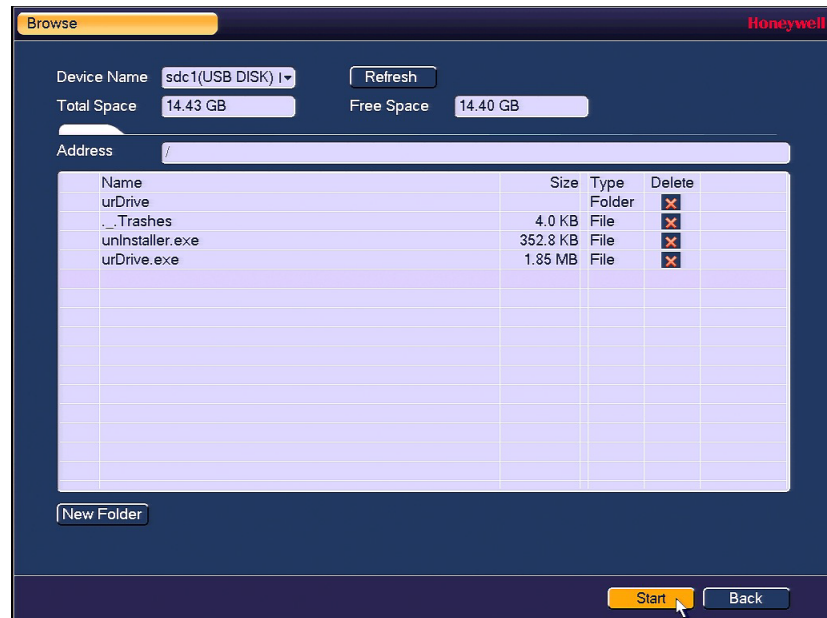 Browse Honeywell
Device Name sdc1(USB DISK) Refresh
Total Space 14.43 GB Free Space 14.40 GB
Address /
Name Size Type Delete
urDrive Folder
._.Trashes 4.0 KB File
unInstaller.exe 352.8 KB File
urDrive.exe 1.85 MB File
New Folder
Start Back